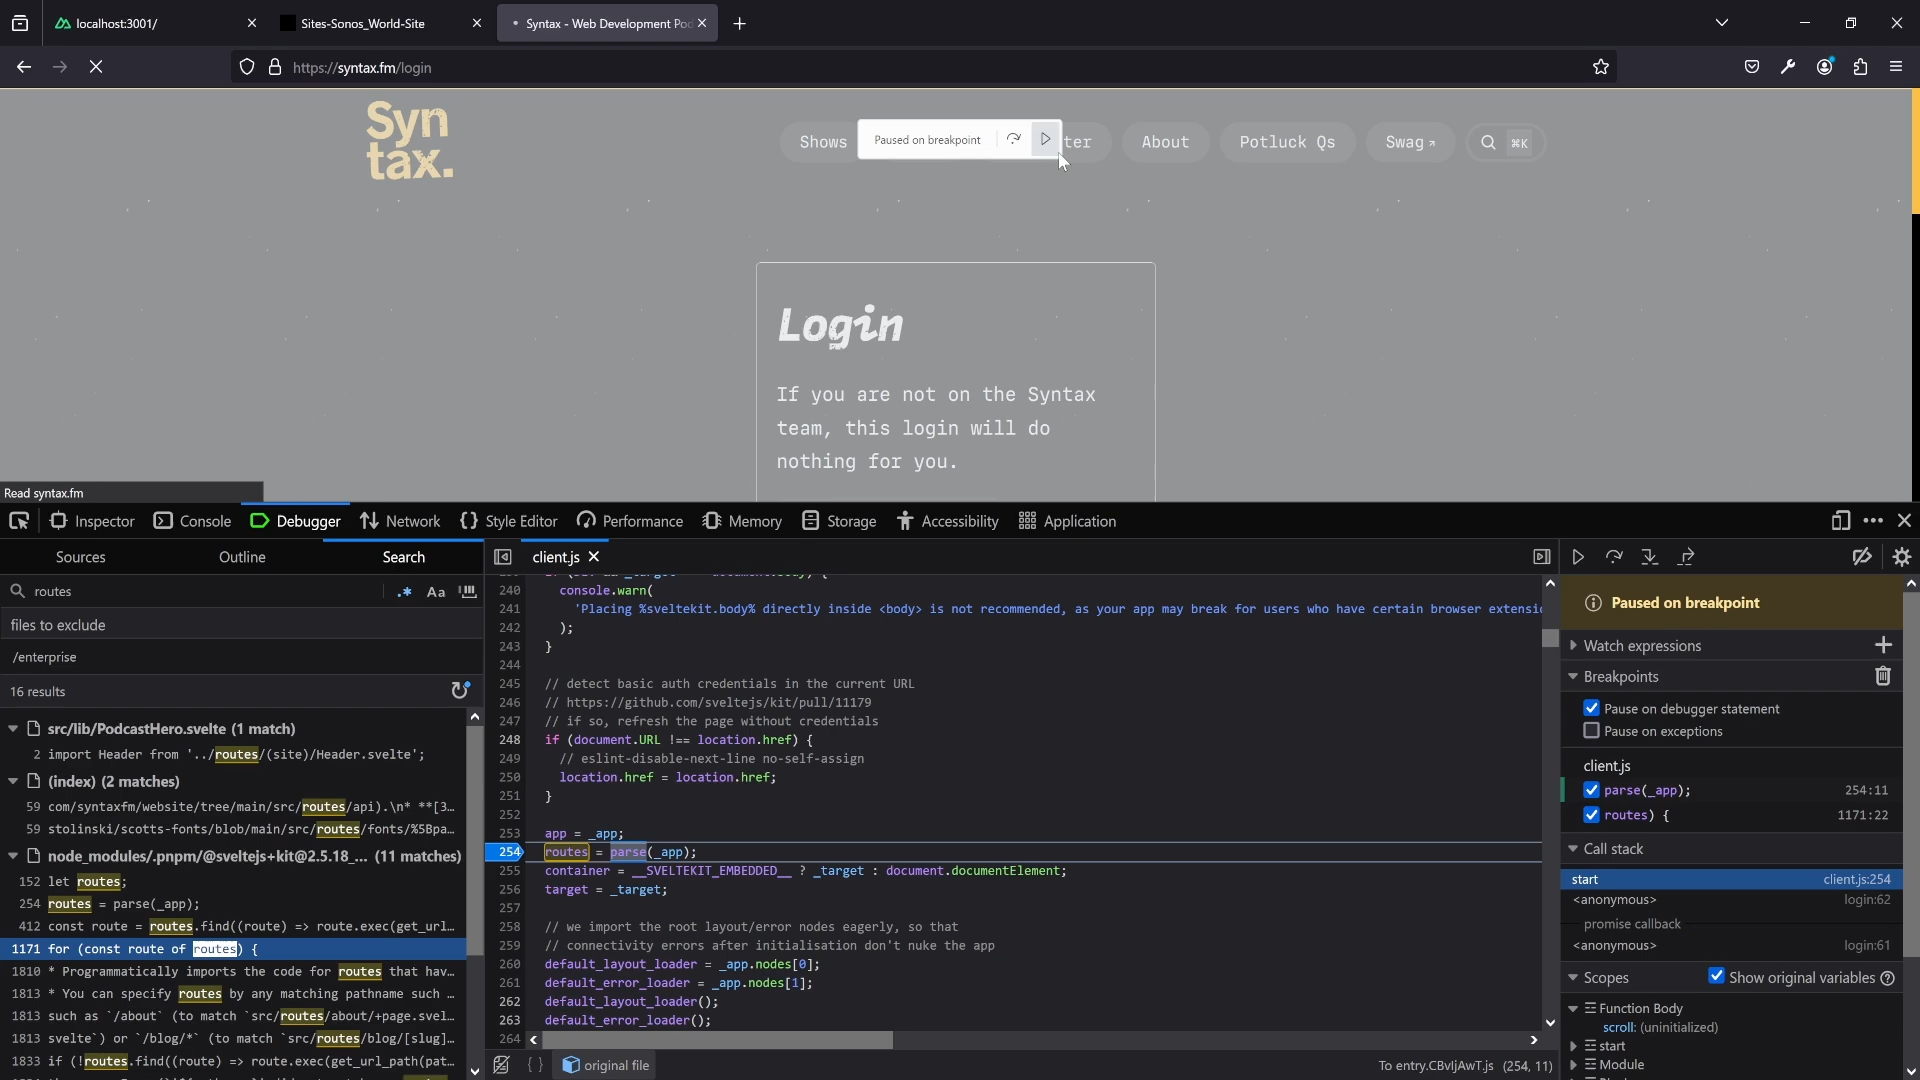 localhost:3001/
Sites-Sonos_World-Site
Syntax - Web Development Pod
https://syntax.fm/login
Syn
tax.
Shows
Paused on breakpoint
ter
About
Potluck Qs
Swag↗
⌘K
Login
If you are not on the Syntax
team, this login will do
nothing for you.
Read syntax.fm
Inspector
Console
Debugger
Network
Style Editor
Performance
Memory
Storage
Accessibility
Application
Sources
Outline
Search
client.js
routes
.*
Aa
files to exclude
/enterprise
16 results
src/lib/PodcastHero.svelte (1 match)
2 import Header from '../routes/(site)/Header.svelte';
(index) (2 matches)
59 com/syntaxfm/website/tree/main/src/routes/api).\n* **[3…
59 stolinski/scotts-fonts/blob/main/src/routes/fonts/%5Bpa…
node_modules/.pnpm/@sveltejs+kit@2.5.18_… (11 matches)
152 let routes;
254 routes = parse(_app);
412 const route = routes.find((route) => route.exec(get_url…
1171 for (const route of routes) {
1810 * Programmatically imports the code for routes that hav…
1813 * You can specify routes by any matching pathname such …
1813 such as `/about` (to match `src/routes/about/+page.svel…
1813 svelte`) or `/blog/*` (to match `src/routes/blog/[slug]…
1833 if (!routes.find((route) => route.exec(get_url_path(pat…
240 console.warn(
241 'Placing %sveltekit.body% directly inside <body> is not recommended, as your app may break for users who have certain browser extensi
242 );
243 }
244
245 // detect basic auth credentials in the current URL
246 // https://github.com/sveltejs/kit/pull/11179
247 // if so, refresh the page without credentials
248 if (document.URL !== location.href) {
249 // eslint-disable-next-line no-self-assign
250 location.href = location.href;
251 }
252
253 app = _app;
254 routes = parse(_app);
255 container = __SVELTEKIT_EMBEDDED__ ? _target : document.documentElement;
256 target = _target;
257
258 // we import the root layout/error nodes eagerly, so that
259 // connectivity errors after initialisation don't nuke the app
260 default_layout_loader = _app.nodes[0];
261 default_error_loader = _app.nodes[1];
262 default_layout_loader();
263 default_error_loader();
264
{ }
original file
To entry.CBvljAwT.js (254, 11)
Paused on breakpoint
Watch expressions
Breakpoints
Pause on debugger statement
Pause on exceptions
client.js
parse(_app); 254:11
routes) { 1171:22
Call stack
start client.js:254
<anonymous> login:62
promise callback
<anonymous> login:61
Scopes
Show original variables
Function Body
scroll: (uninitialized)
start
Module